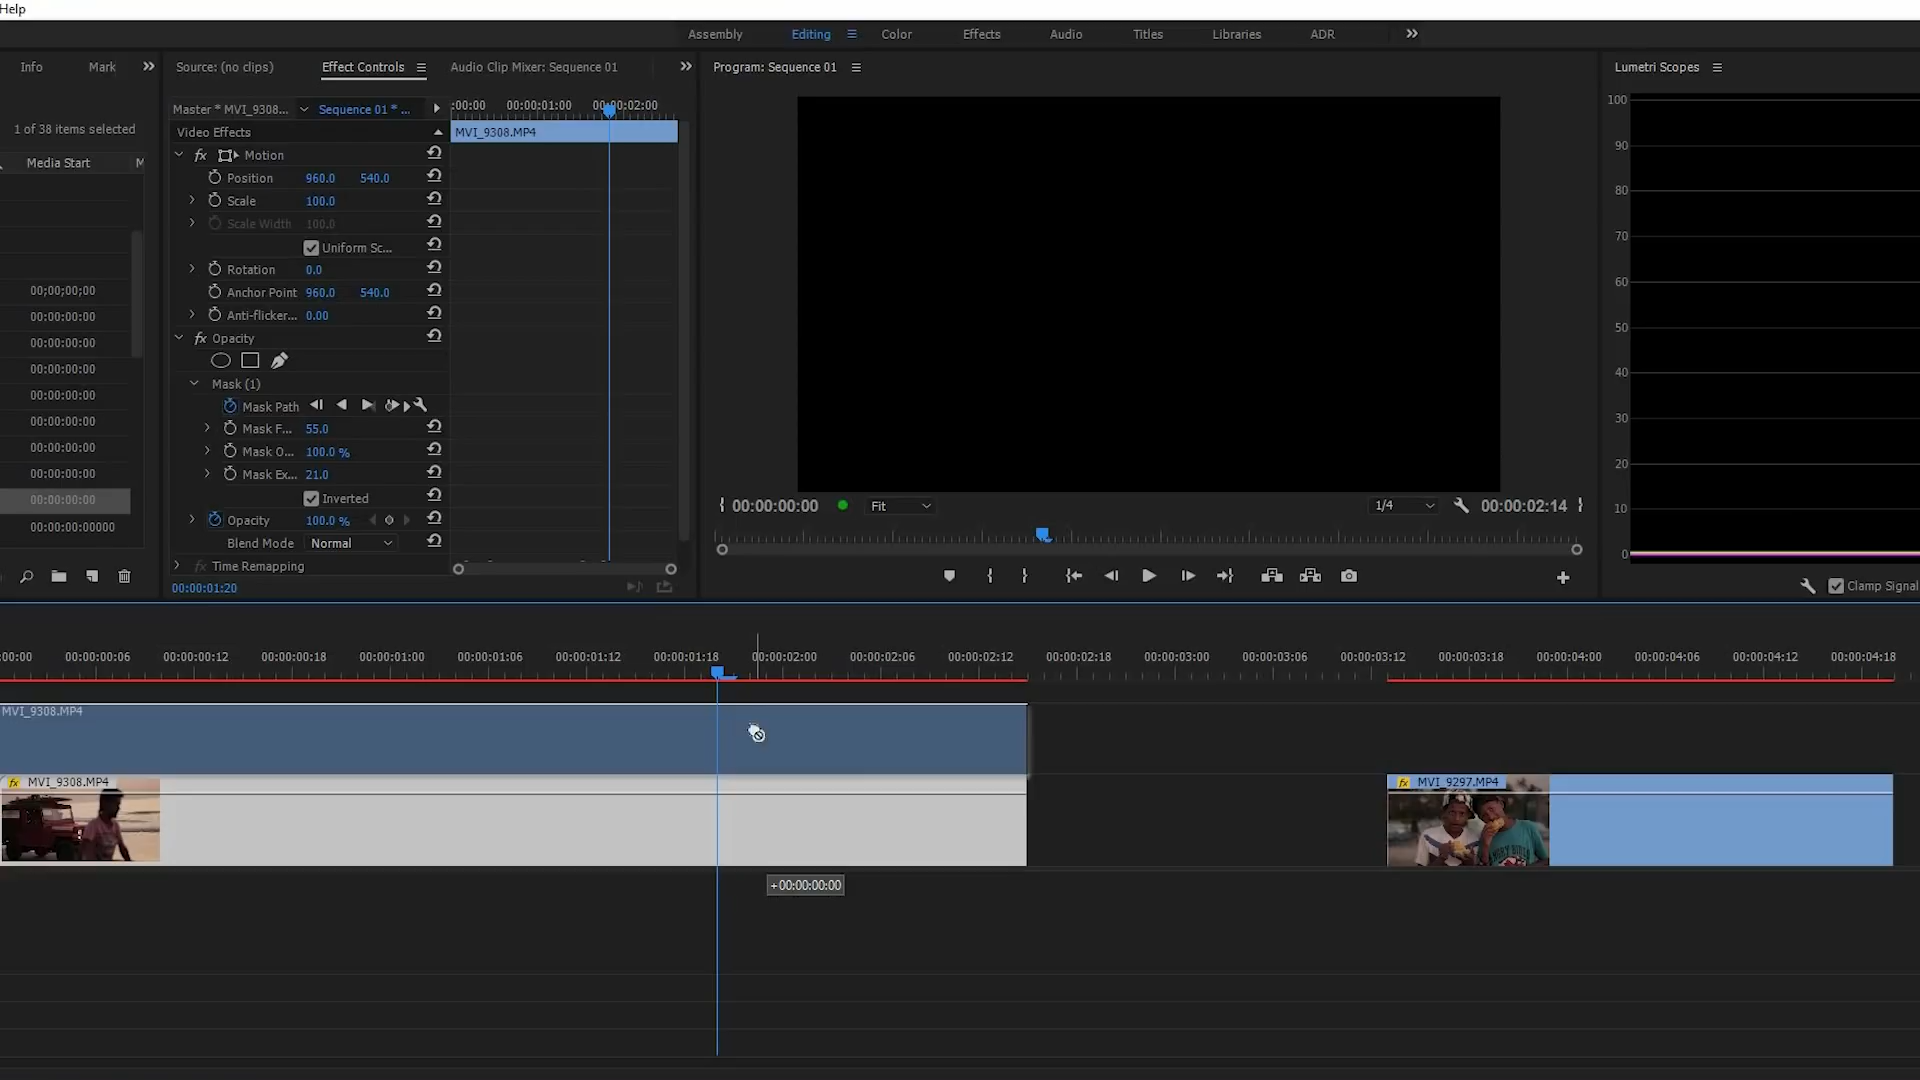 Help
Assembly Editing Color Effects Audio Titles Libraries ADR
Info Mark
Source: (no clips) Effect Controls Audio Clip Mixer: Sequence 01
Program: Sequence 01
Lumetri Scopes
1 of 38 items selected
Media Start M
00;00;00;00
00:00:00:00
00:00:00:00
00:00:00:00
00:00:00:00
00:00:00:00
00:00:00:00
00:00:00:00
00:00:00:00
00:00:00:00000
Master * MVI_9308... Sequence 01 * ...
:00:00 00:00:01:00 00:00:02:00
Video Effects
MVI_9308.MP4
Motion
Position 960.0 540.0
Scale 100.0
Scale Width 100.0
Uniform Sc...
Rotation 0.0
Anchor Point 960.0 540.0
Anti-flicker... 0.00
fx Opacity
Mask (1)
Mask Path
Mask F... 55.0
Mask O... 100.0 %
Mask Ex... 21.0
Inverted
Opacity 100.0 %
Blend Mode Normal
fx Time Remapping
00:00:01:20
00:00:00:00 Fit 1/4 00:00:02:14
100
90
80
70
60
50
40
30
20
10
0
Clamp Signal
:00:00 00:00:00:06 00:00:00:12 00:00:00:18 00:00:01:00 00:00:01:06 00:00:01:12 00:00:01:18 00:00:02:00 00:00:02:06 00:00:02:12 00:00:02:18 00:00:03:00 00:00:03:06 00:00:03:12 00:00:03:18 00:00:04:00 00:00:04:06 00:00:04:12 00:00:04:18
MVI_9308.MP4
fx MVI_9308.MP4
fx MVI_9297.MP4
+00:00:00:00